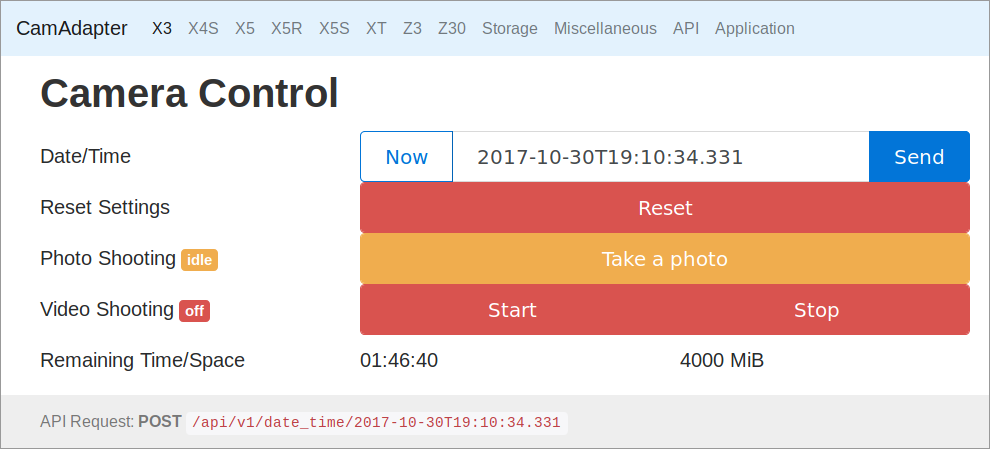 CamAdapter X3 X4S X5 X5R X5S XT Z3 Z30 Storage Miscellaneous API Application
Camera Control
Date/Time Now 2017-10-30T19:10:34.331 Send
Reset Settings Reset
Photo Shooting idle Take a photo
Video Shooting off Start Stop
Remaining Time/Space 01:46:40 4000 MiB
API Request: POST /api/v1/date_time/2017-10-30T19:10:34.331